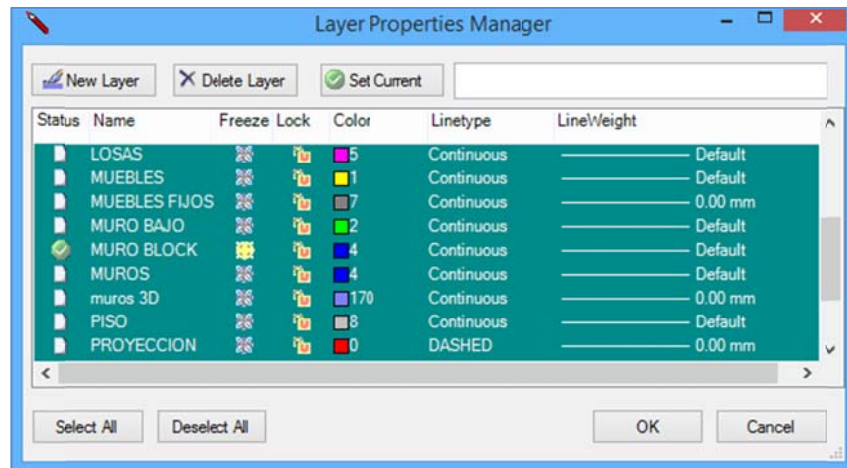 Layer Properties Manager
New Layer Delete Layer Set Current
Status Name Freeze Lock Color Linetype LineWeight
LOSAS 5 Continuous Default
MUEBLES 1 Continuous Default
MUEBLES FIJOS 7 Continuous 0.00 mm
MURO BAJO 2 Continuous Default
MURO BLOCK 4 Continuous Default
MUROS 4 Continuous Default
muros 3D 170 Continuous 0.00 mm
PISO 8 Continuous Default
PROYECCION 0 DASHED 0.00 mm
Select All Deselect All OK Cancel